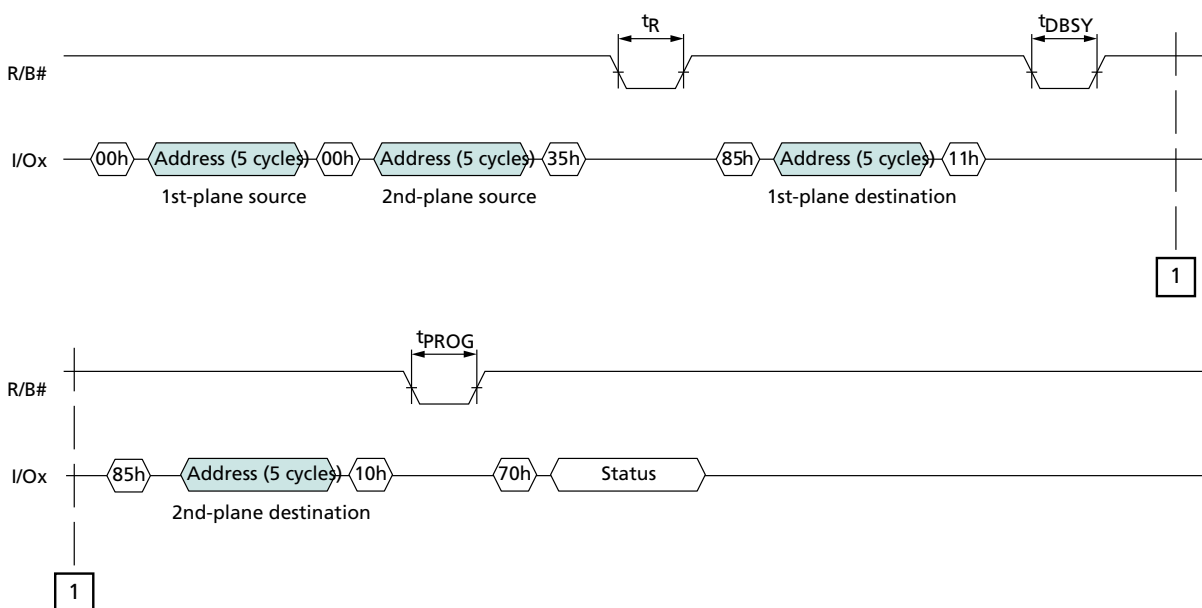 tR tDBSY
R/B#
I/Ox 00h Address (5 cycles) 00h Address (5 cycles) 35h 85h Address (5 cycles) 11h
1st-plane source 2nd-plane source 1st-plane destination
1
tPROG
R/B#
I/Ox 85h Address (5 cycles) 10h 70h Status
2nd-plane destination
1